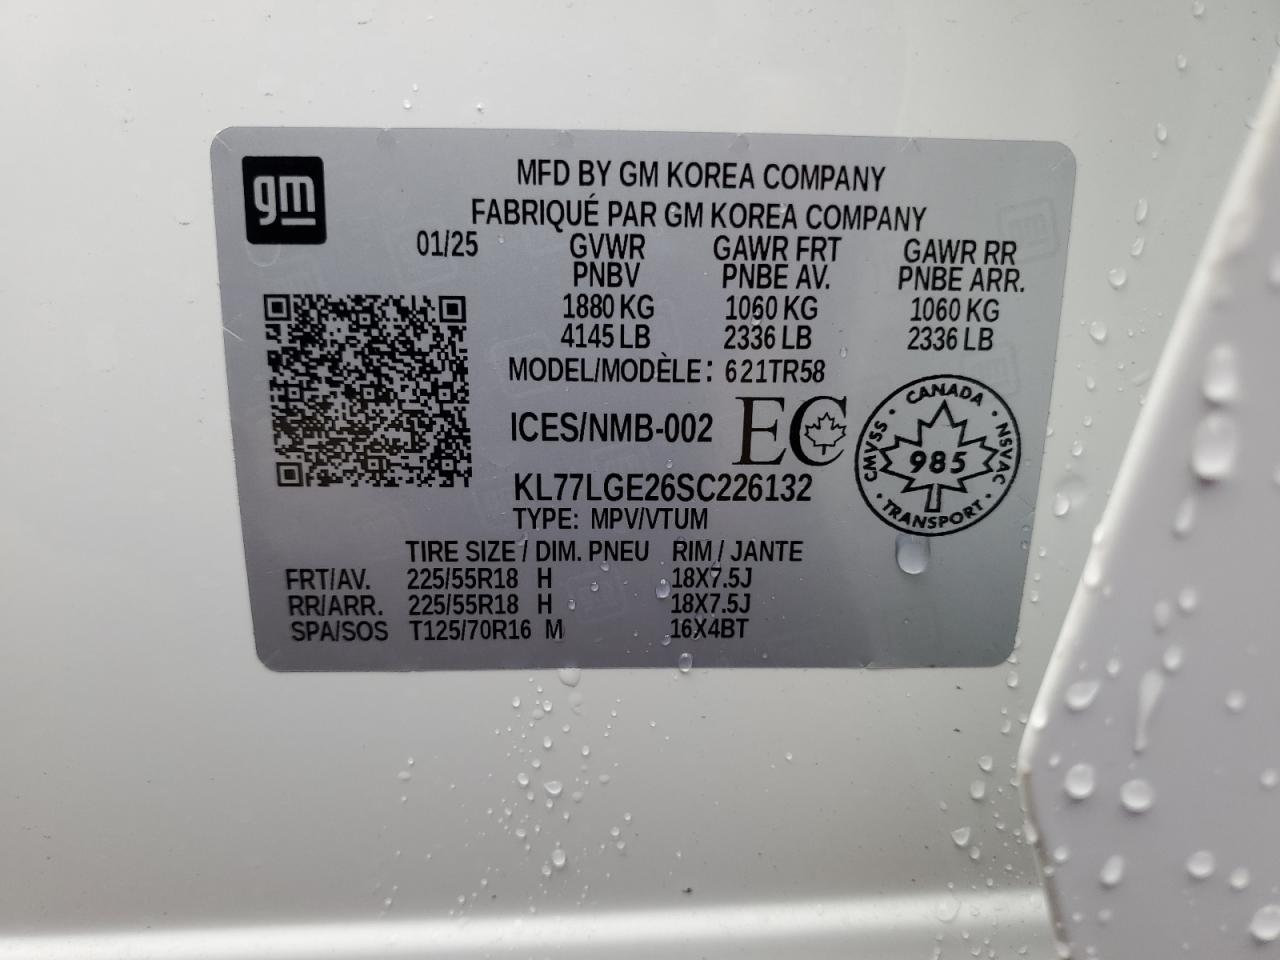 gm
MFD BY GM KOREA COMPANY
FABRIQUÉ PAR GM KOREA COMPANY
01/25 GVWR GAWR FRT GAWR RR
PNBV PNBE AV. PNBE ARR.
1880 KG 1060 KG 1060 KG
4145 LB 2336 LB 2336 LB
MODEL/MODÈLE: 621TR58
ICES/NMB-002 EC
CANADA
CMVSS 985 NSVAC
TRANSPORT
KL77LGE26SC226132
TYPE: MPV/VTUM
TIRE SIZE / DIM. PNEU RIM / JANTE
FRT/AV. 225/55R18 H 18X7.5J
RR/ARR. 225/55R18 H 18X7.5J
SPA/SOS T125/70R16 M 16X4BT